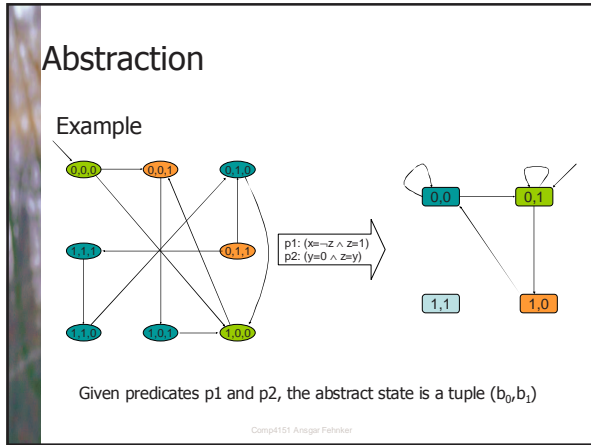 Abstraction
Example
0,0,0 0,0,1 0,1,0
0,0 0,1
p1: (x=¬z ∧ z=1)
p2: (y=0 ∧ z=y)
1,1,1 0,1,1
1,1 1,0
1,1,0 1,0,1 1,0,0
Given predicates p1 and p2, the abstract state is a tuple (b₀,b₁)
Comp4151 Ansgar Fehnker